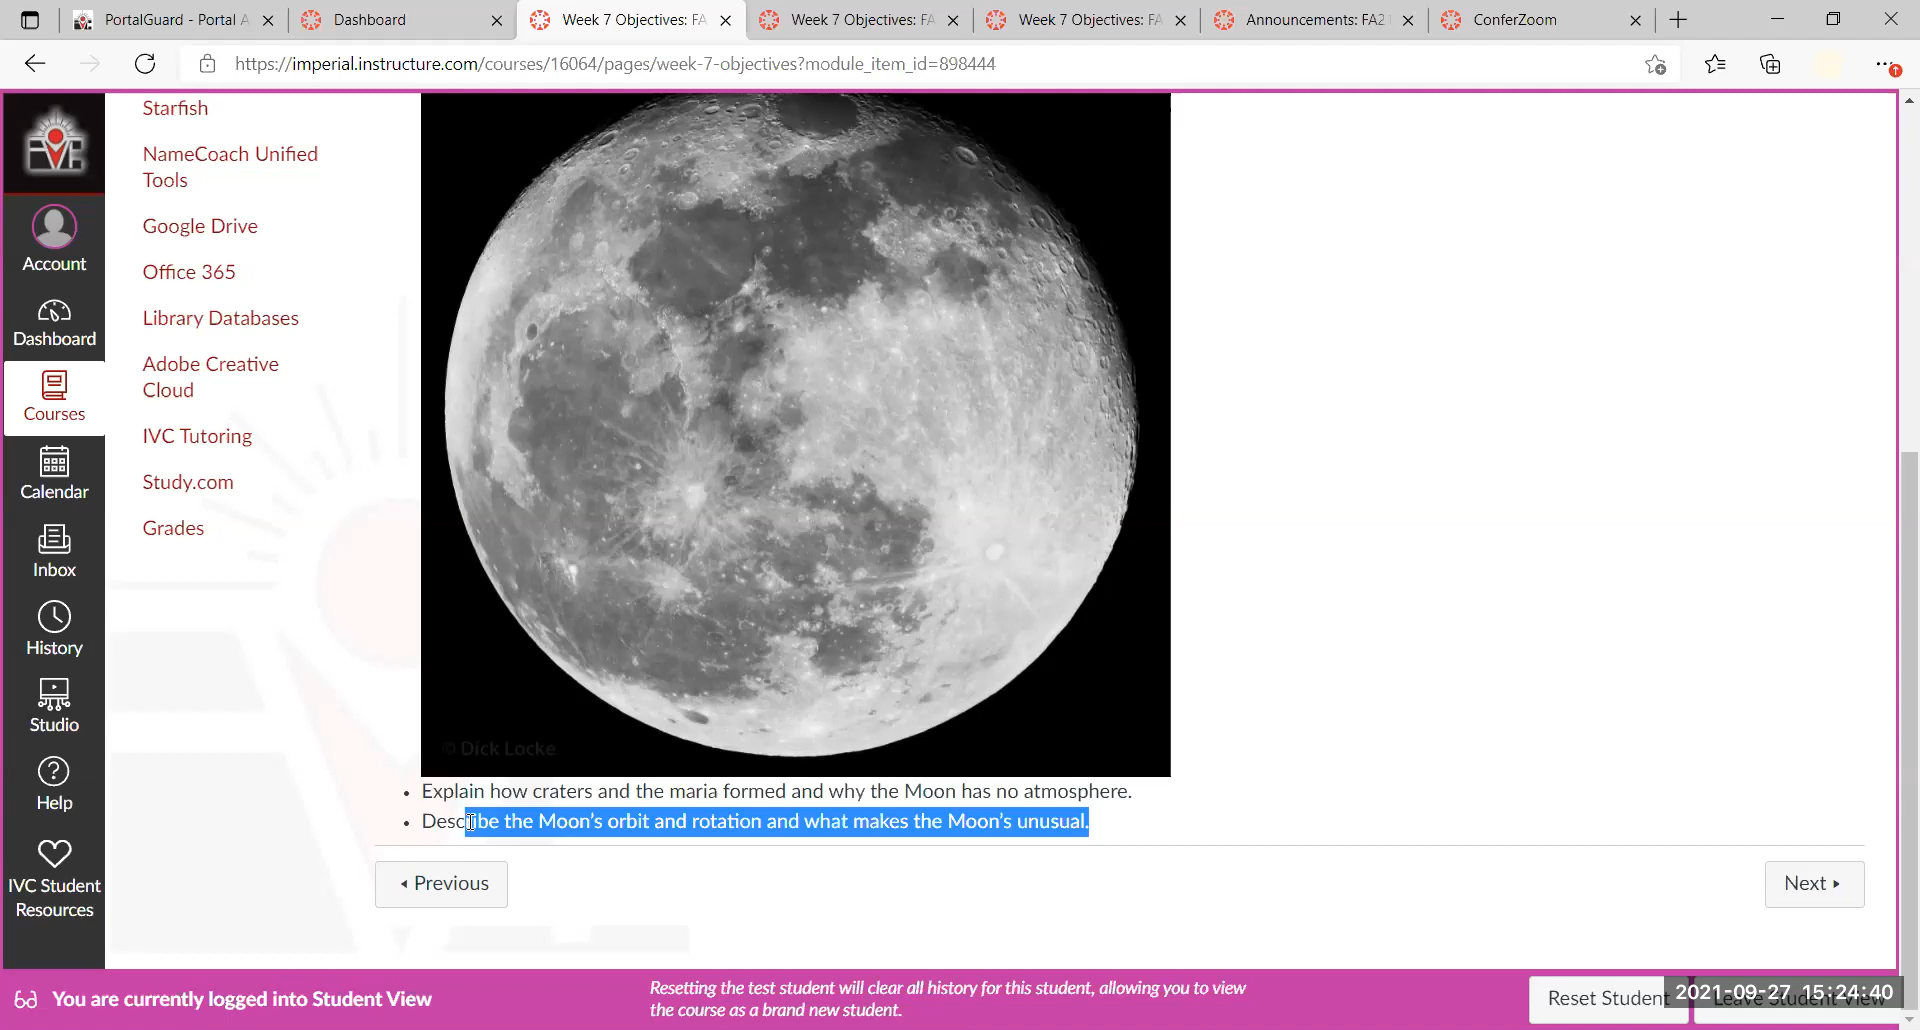 PortalGuard - Portal A
Dashboard
Week 7 Objectives: FA
Week 7 Objectives: FA
Week 7 Objectives: FA
Announcements: FA21
ConferZoom
https://imperial.instructure.com/courses/16064/pages/week-7-objectives?module_item_id=898444
Account
Dashboard
Courses
Calendar
Inbox
History
Studio
Help
IVC Student
Resources
Starfish
NameCoach Unified
Tools
Google Drive
Office 365
Library Databases
Adobe Creative
Cloud
IVC Tutoring
Study.com
Grades
© Dick Locke
• Explain how craters and the maria formed and why the Moon has no atmosphere.
• Describe the Moon's orbit and rotation and what makes the Moon's unusual.
Previous
Next
You are currently logged into Student View
Resetting the test student will clear all history for this student, allowing you to view
the course as a brand new student.
Reset Student
Leave Student View
2021-09-27 15:24:40